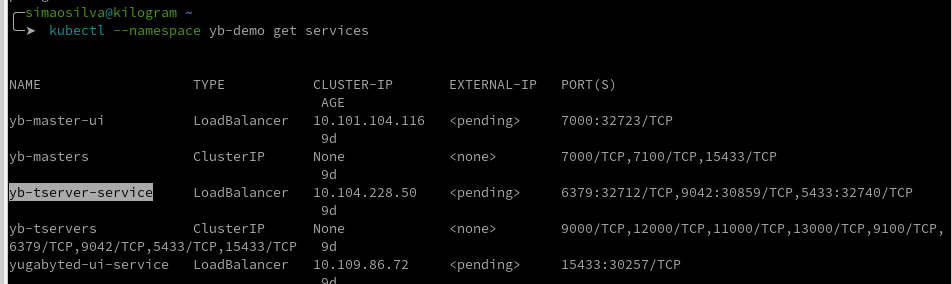 simaosilva@kilogram ~
kubectl --namespace yb-demo get services
NAME TYPE CLUSTER-IP EXTERNAL-IP PORT(S)
AGE
yb-master-ui LoadBalancer 10.101.104.116 <pending> 7000:32723/TCP
9d
yb-masters ClusterIP None <none> 7000/TCP,7100/TCP,15433/TCP
9d
yb-tserver-service LoadBalancer 10.104.228.50 <pending> 6379:32712/TCP,9042:30859/TCP,5433:32740/TCP
9d
yb-tservers ClusterIP None <none> 9000/TCP,12000/TCP,11000/TCP,13000/TCP,9100/TCP,
6379/TCP,9042/TCP,5433/TCP,15433/TCP 9d
yugabyted-ui-service LoadBalancer 10.109.86.72 <pending> 15433:30257/TCP
9d